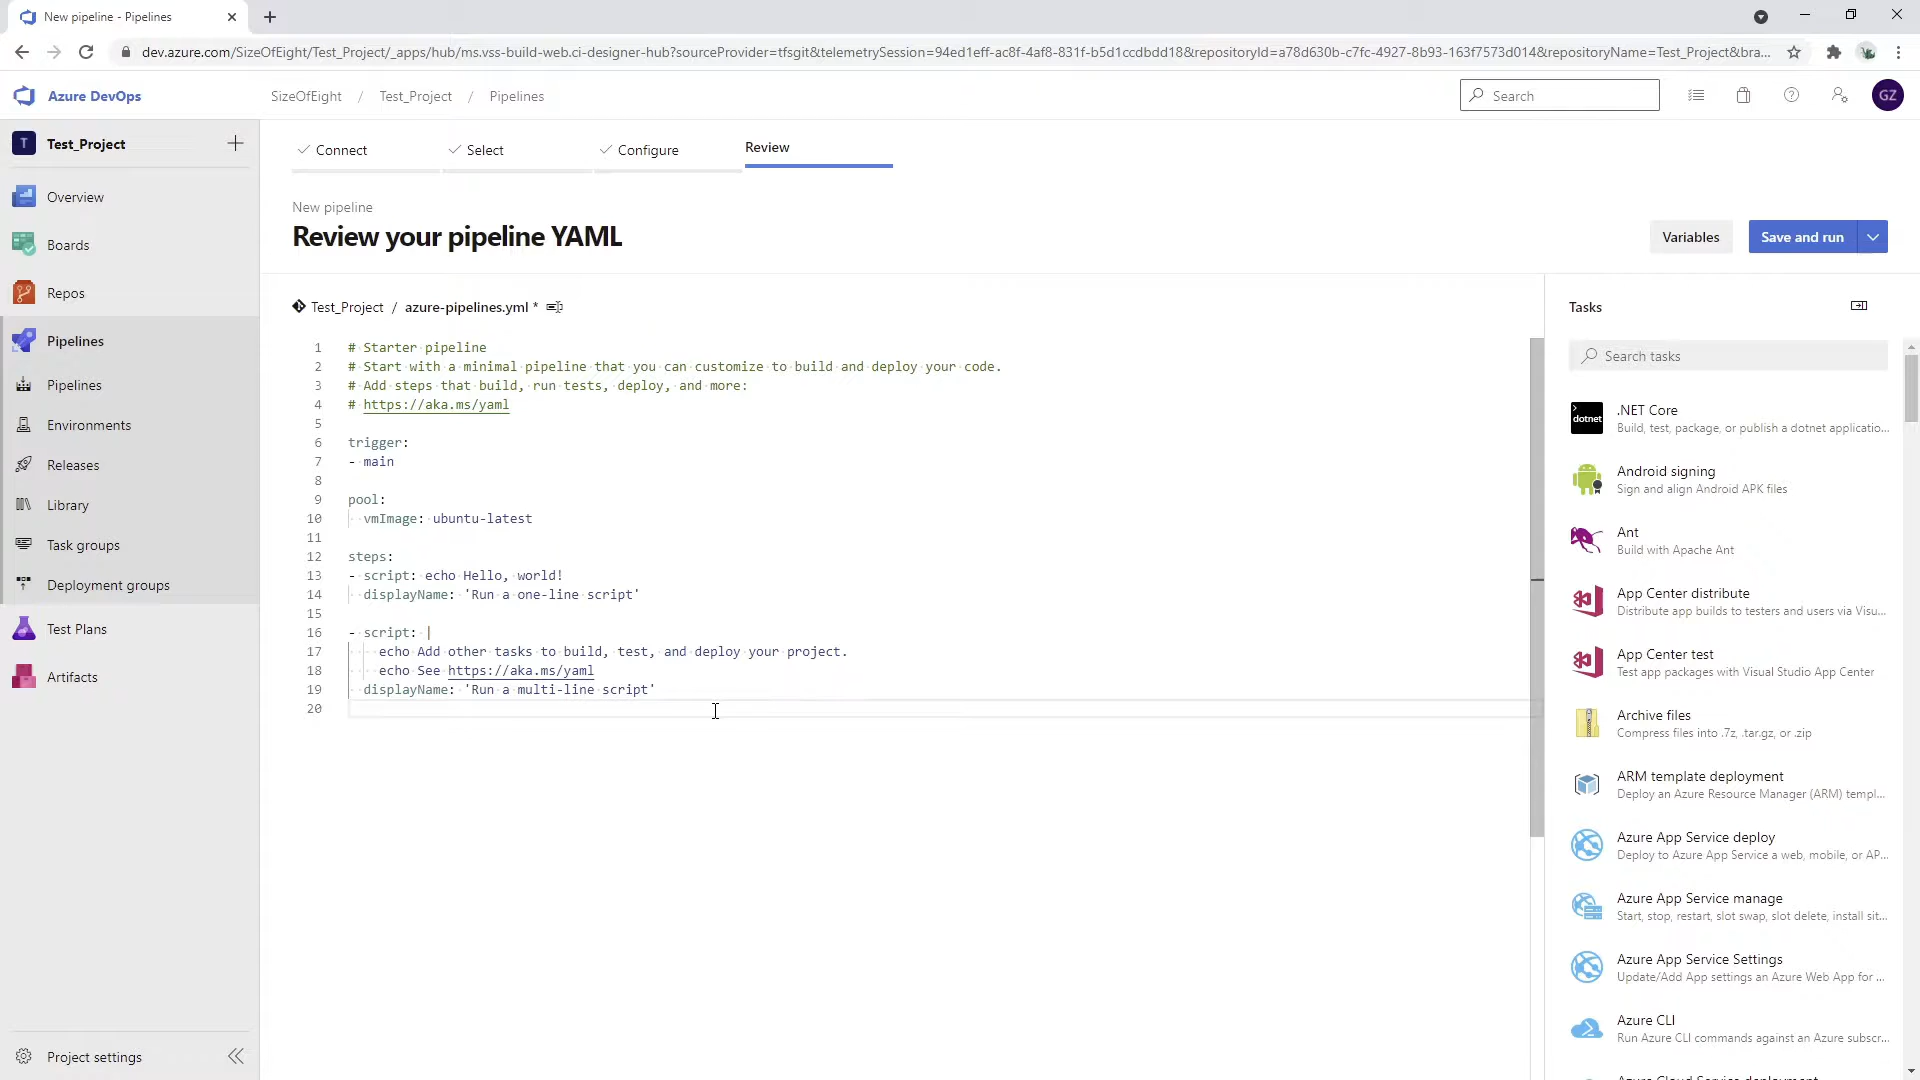 New pipeline - Pipelines
dev.azure.com/SizeOfEight/Test_Project/_apps/hub/ms.vss-build-web.ci-designer-hub?sourceProvider=tfsgit&telemetrySession=94ed1eff-ac8f-4af8-831f-b5d1ccdbdd18&repositoryId=a78d630b-c7fc-4927-8b93-163f7573d014&repositoryName=Test_Project&bra...
Azure DevOps
SizeOfEight / Test_Project / Pipelines
Search
GZ
T Test_Project
Overview
Boards
Repos
Pipelines
Pipelines
Environments
Releases
Library
Task groups
Deployment groups
Test Plans
Artifacts
Project settings
Connect
Select
Configure
Review
New pipeline
Review your pipeline YAML
Variables
Save and run
Test_Project / azure-pipelines.yml *
1 # Starter pipeline
2 # Start with a minimal pipeline that you can customize to build and deploy your code.
3 # Add steps that build, run tests, deploy, and more:
4 # https://aka.ms/yaml
5
6 trigger:
7 - main
8
9 pool:
10 vmImage: ubuntu-latest
11
12 steps:
13 - script: echo Hello, world!
14 displayName: 'Run a one-line script'
15
16 - script: |
17 echo Add other tasks to build, test, and deploy your project.
18 echo See https://aka.ms/yaml
19 displayName: 'Run a multi-line script'
20
Tasks
Search tasks
dotnet
.NET Core
Build, test, package, or publish a dotnet applicatio...
Android signing
Sign and align Android APK files
Ant
Build with Apache Ant
App Center distribute
Distribute app builds to testers and users via Visu...
App Center test
Test app packages with Visual Studio App Center
Archive files
Compress files into .7z, .tar.gz, or .zip
ARM template deployment
Deploy an Azure Resource Manager (ARM) templ...
Azure App Service deploy
Deploy to Azure App Service a web, mobile, or AP...
Azure App Service manage
Start, stop, restart, slot swap, slot delete, install sit...
Azure App Service Settings
Update/Add App settings an Azure Web App for ...
Azure CLI
Run Azure CLI commands against an Azure subscr...
Azure Cloud Service deployment